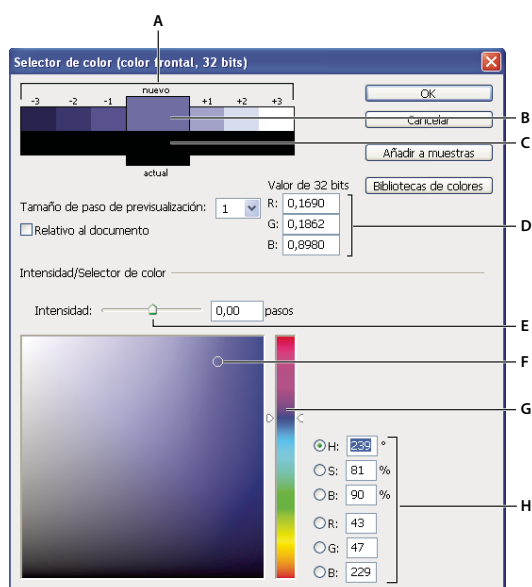 A
Selector de color (color frontal, 32 bits)
nuevo
-3 -2 -1 +1 +2 +3
OK
B
Cancelar
C
Añadir a muestras
actual
Valor de 32 bits
Bibliotecas de colores
Tamaño de paso de previsualización: 1
R: 0,1690
D
Relativo al documento
G: 0,1862
B: 0,8980
Intensidad/Selector de color
Intensidad: 0,00 pasos
E
F
G
H: 239 °
S: 81 %
B: 90 %
H
R: 43
G: 47
B: 229